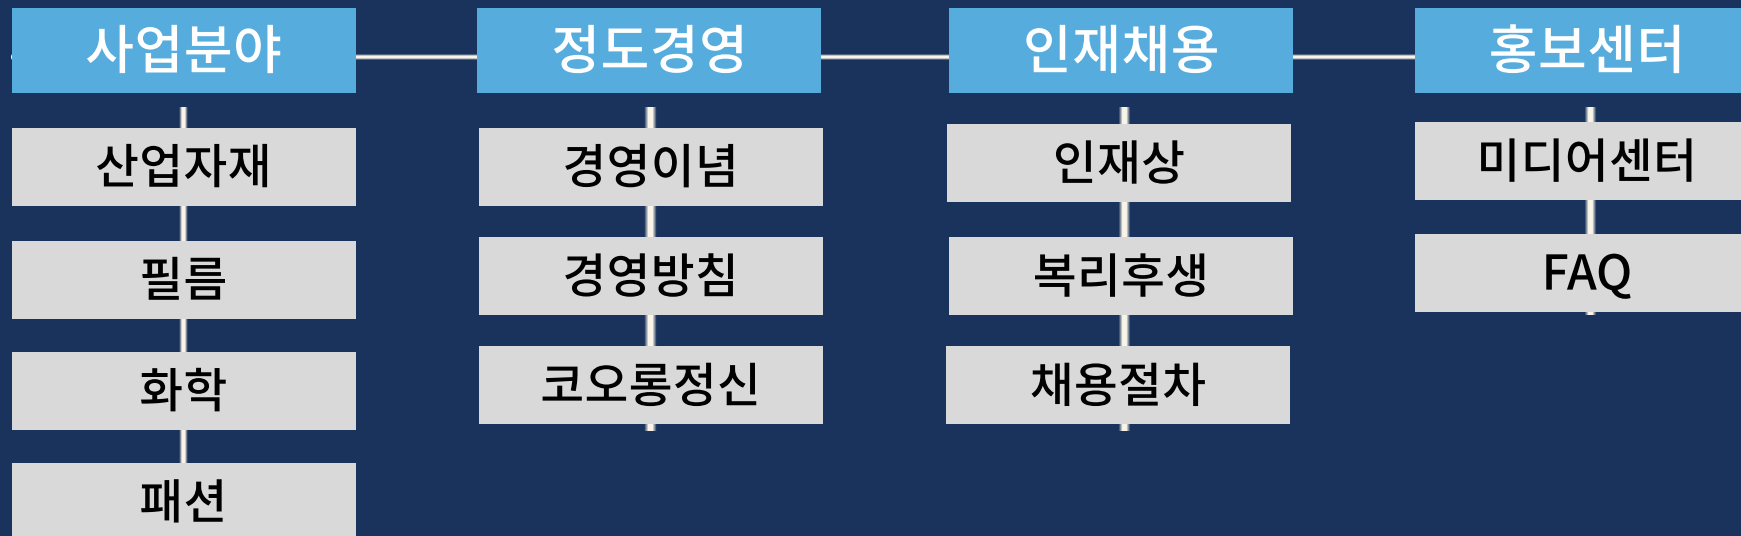 사업분야
산업자재
필름
화학
패션
정도경영
경영이념
경영방침
코오롱정신
인재채용
인재상
복리후생
채용절차
홍보센터
미디어센터
FAQ